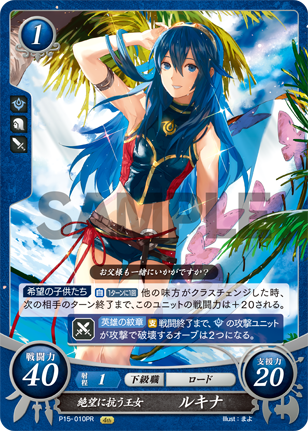 1
SAMPLE
お父様も一緒にいかがですか？
希望の子供たち 自 1ターンに1回 他の味方がクラスチェンジした時、
次の相手のターン終了まで、このユニットの戦闘力は＋20される。
英雄の紋章 支 戦闘終了まで、の攻撃ユニット
が攻撃で破壊するオーブは2つになる。
戦闘力
40
射程 1 下級職 ロード
支援力
20
絶望に抗う王女 ルキナ
P15-010PR 4th Illust：まよ